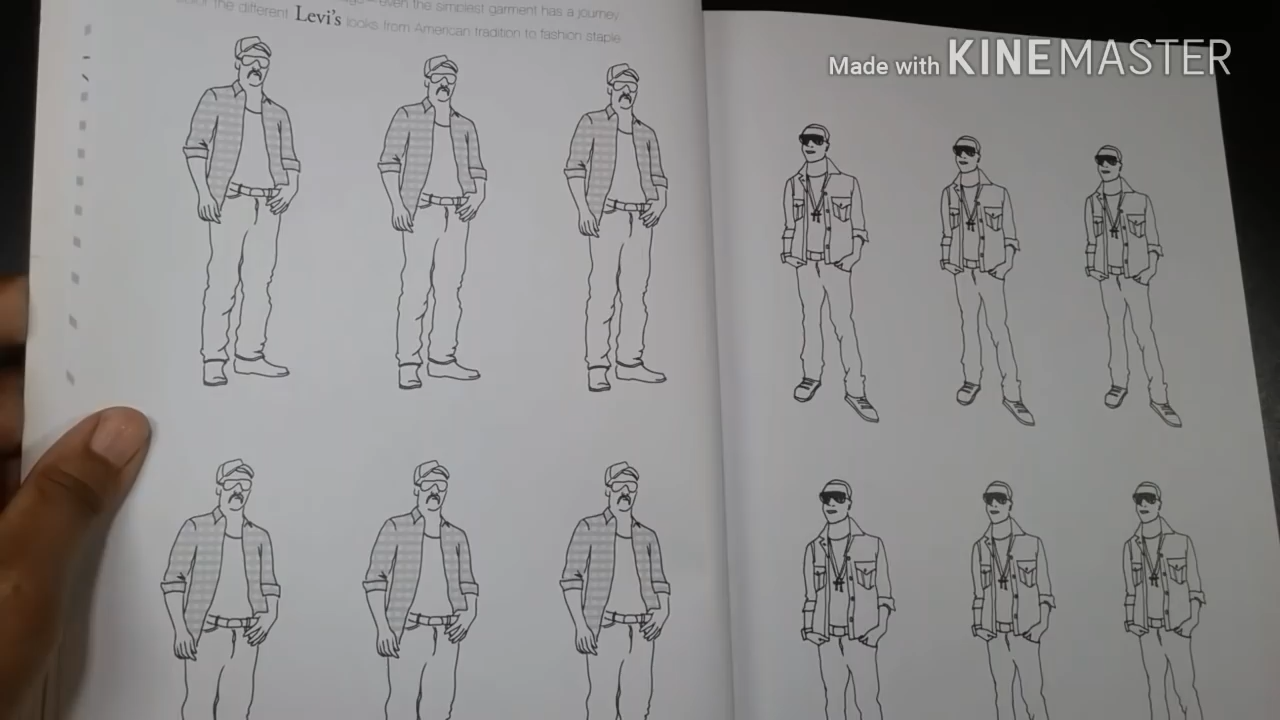 even the simplest garment has a journey.
the different Levi's looks from American tradition to fashion staple
Made with KINEMASTER